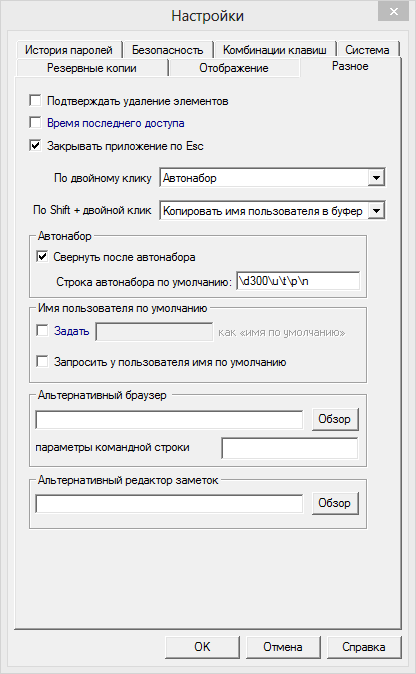 Настройки
История паролей Безопасность Комбинации клавиш Система
Резервные копии Отображение Разное
Подтверждать удаление элементов
Время последнего доступа
Закрывать приложение по Esc
По двойному клику Автонабор
По Shift + двойной клик Копировать имя пользователя в буфер
Автонабор
Свернуть после автонабора
Строка автонабора по умолчанию: \d300\u\t\p\n
Имя пользователя по умолчанию
Задать как «имя по умолчанию»
Запросить у пользователя имя по умолчанию
Альтернативный браузер
Обзор
параметры командной строки
Альтернативный редактор заметок
Обзор
OK Отмена Справка